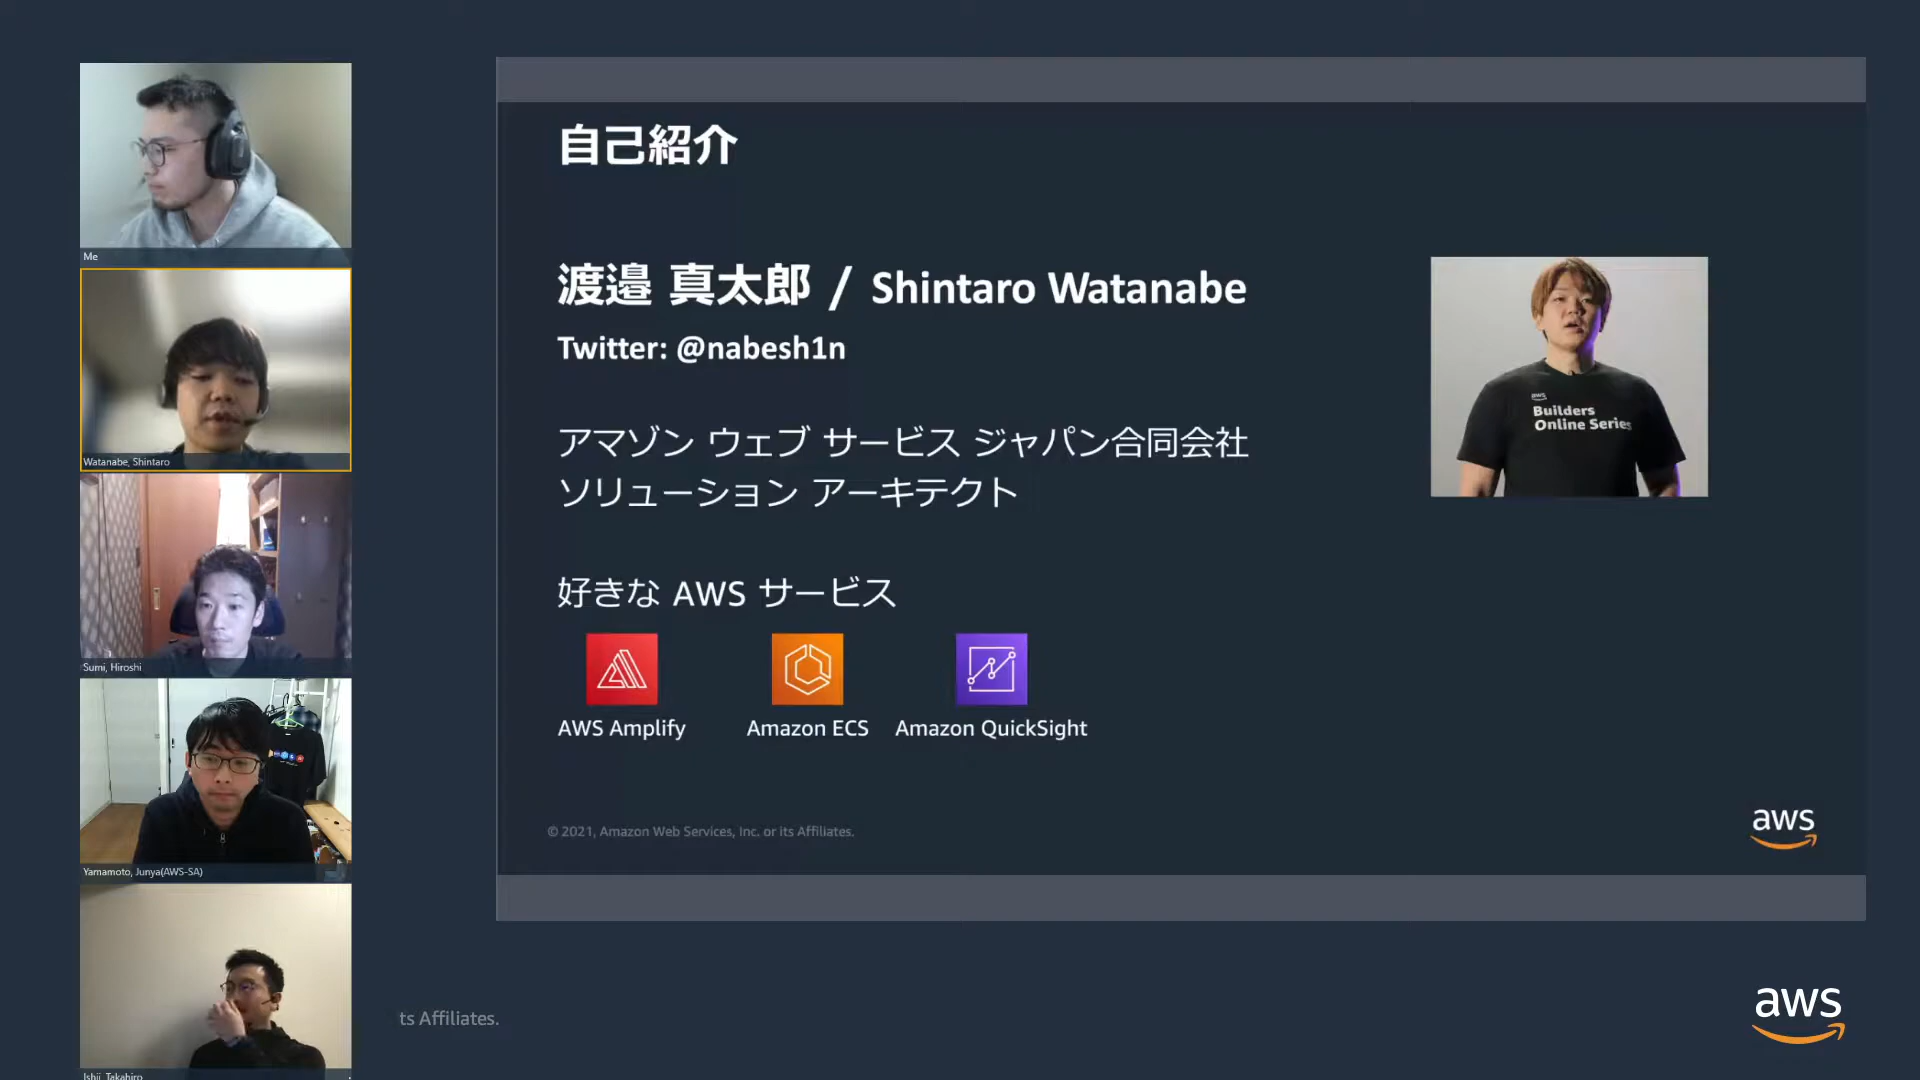 Me
Watanabe, Shintaro
Sumi, Hiroshi
Yamamoto, Junya(AWS-SA)
Ishii, Takahiro
自己紹介
渡邉 真太郎 / Shintaro Watanabe
Twitter: @nabesh1n
アマゾン ウェブ サービス ジャパン合同会社
ソリューション アーキテクト
好きな AWS サービス
AWS Amplify
Amazon ECS
Amazon QuickSight
aws
Builders
Online Series
© 2021, Amazon Web Services, Inc. or its Affiliates.
aws
ts Affiliates.
aws